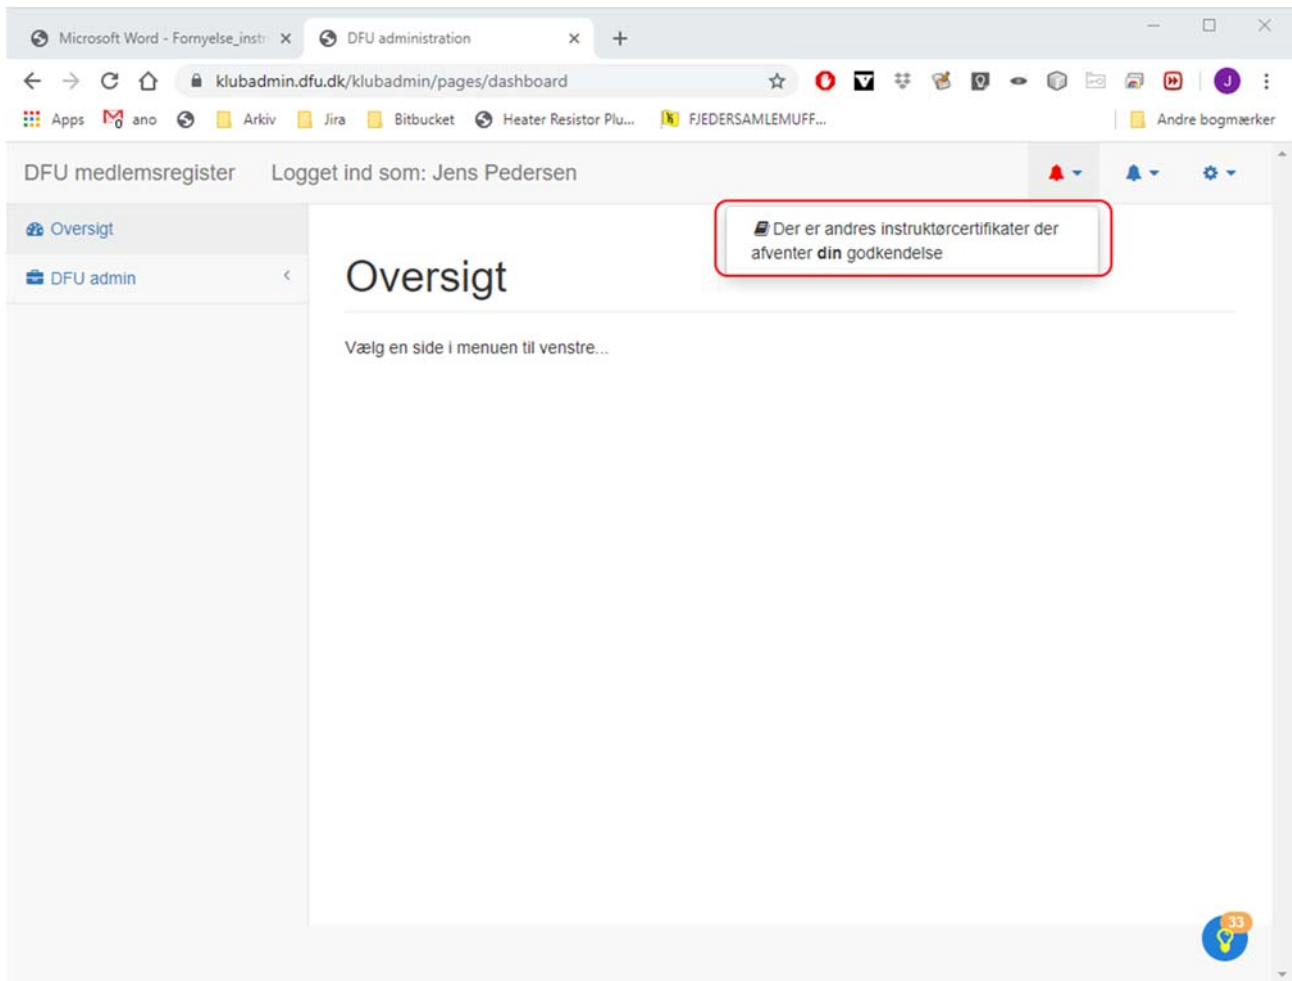 Microsoft Word - Fornyelse_instr
DFU administration
klubadmin.dfu.dk/klubadmin/pages/dashboard
J
Apps
ano
Arkiv
Jira
Bitbucket
Heater Resistor Plu...
FJEDERSAMLEMUFF...
Andre bogmærker
DFU medlemsregister
Logget ind som: Jens Pedersen
Oversigt
DFU admin
Der er andres instruktørcertifikater der
afventer din godkendelse
Oversigt
Vælg en side i menuen til venstre...
33